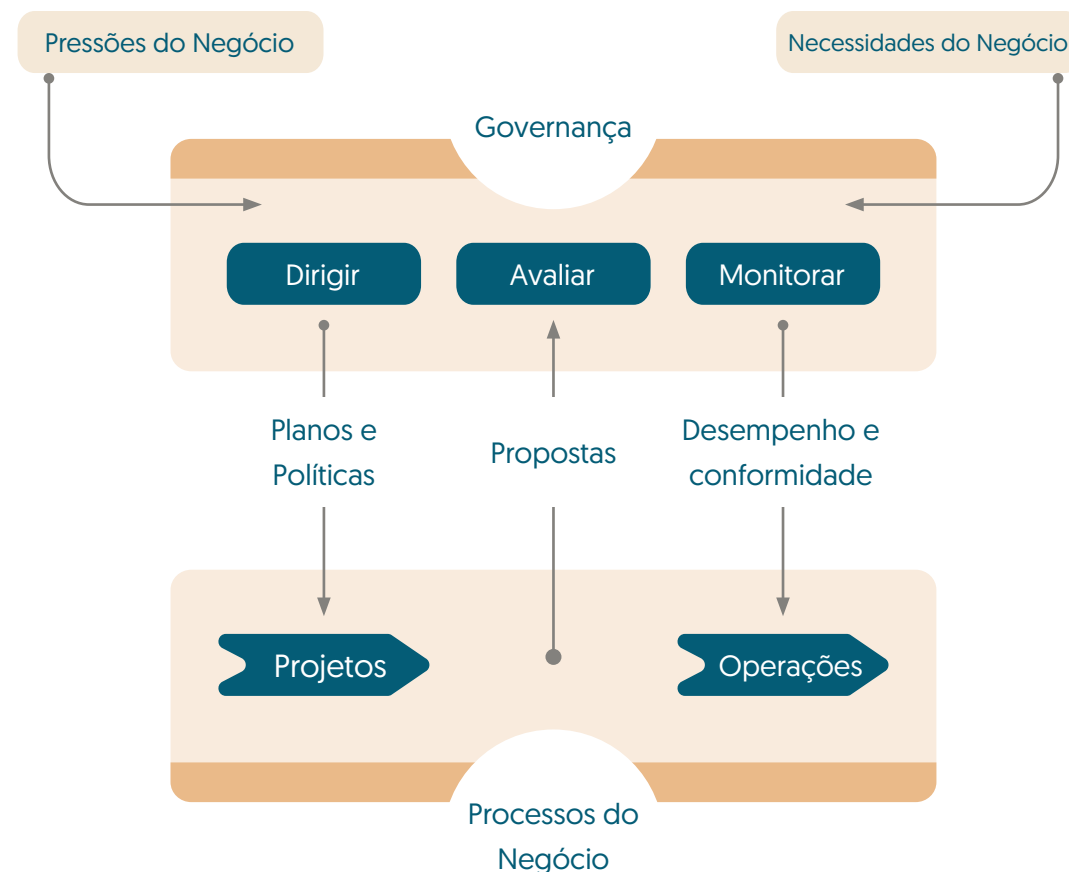 Pressões do Negócio
Necessidades do Negócio
Governança
Dirigir
Avaliar
Monitorar
Planos e
Políticas
Propostas
Desempenho e
conformidade
Projetos
Operações
Processos do
Negócio